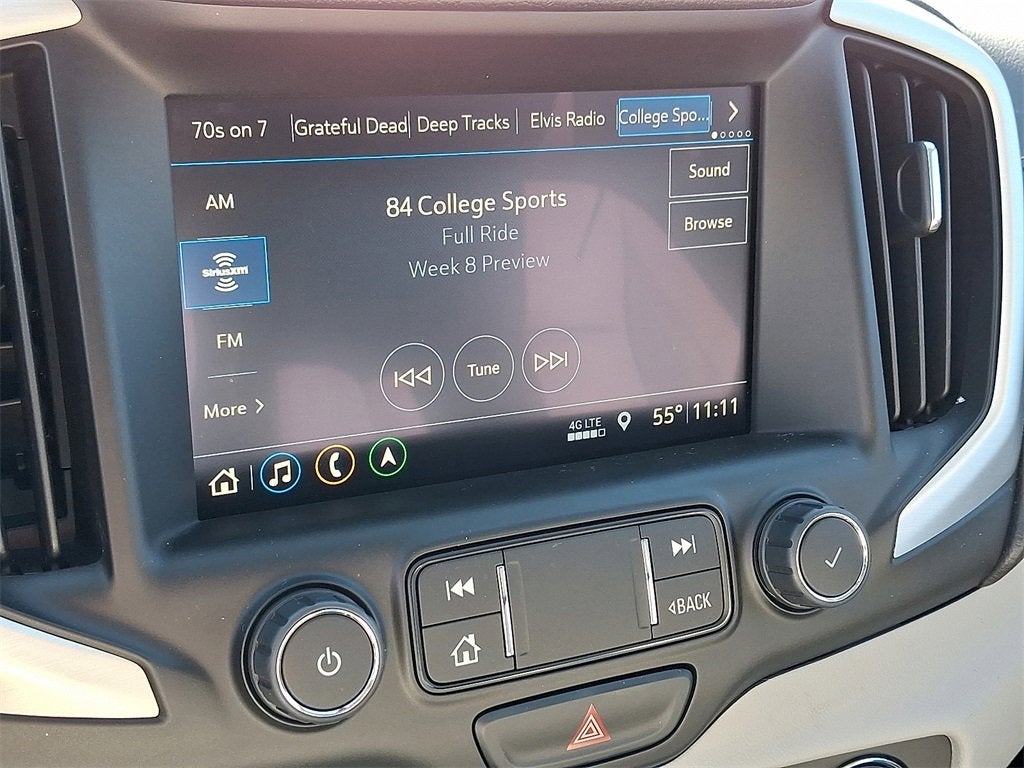 70s on 7 Grateful Dead Deep Tracks Elvis Radio College Spo...
AM
84 College Sports
Sound
Full Ride
Browse
SiriusXM
Week 8 Preview
FM
Tune
More
4G LTE
55° 11:11
BACK